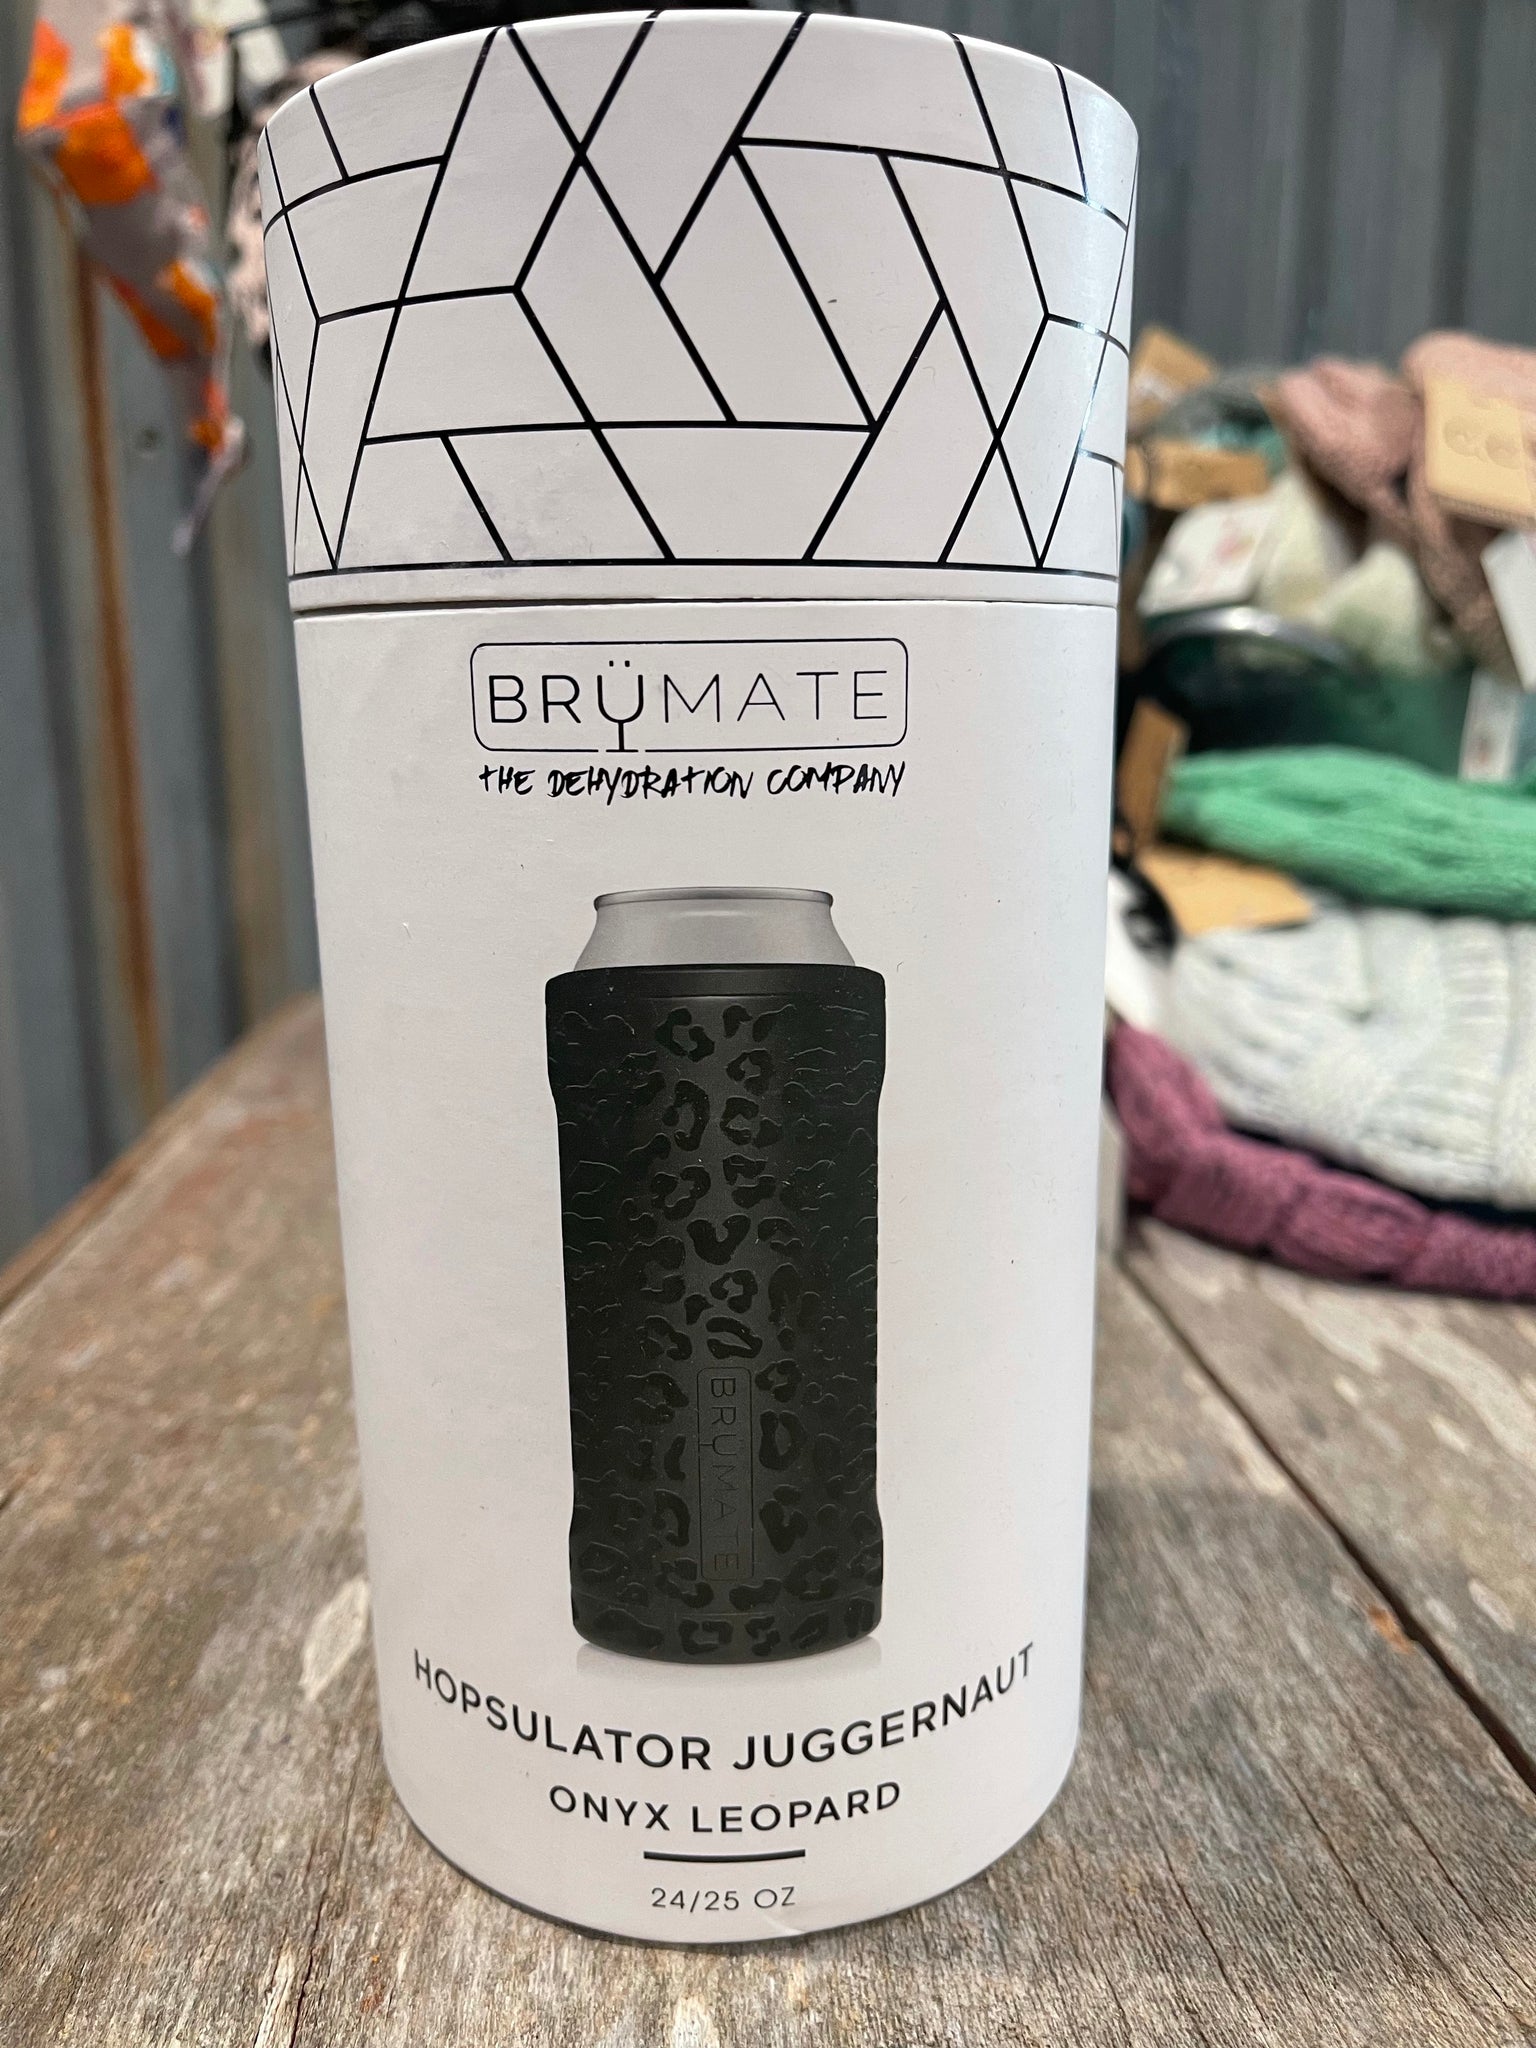 BRÜMATE
THE DEHYDRATION COMPANY
BRÜMATE
HOPSULATOR JUGGERNAUT
ONYX LEOPARD
24/25 OZ